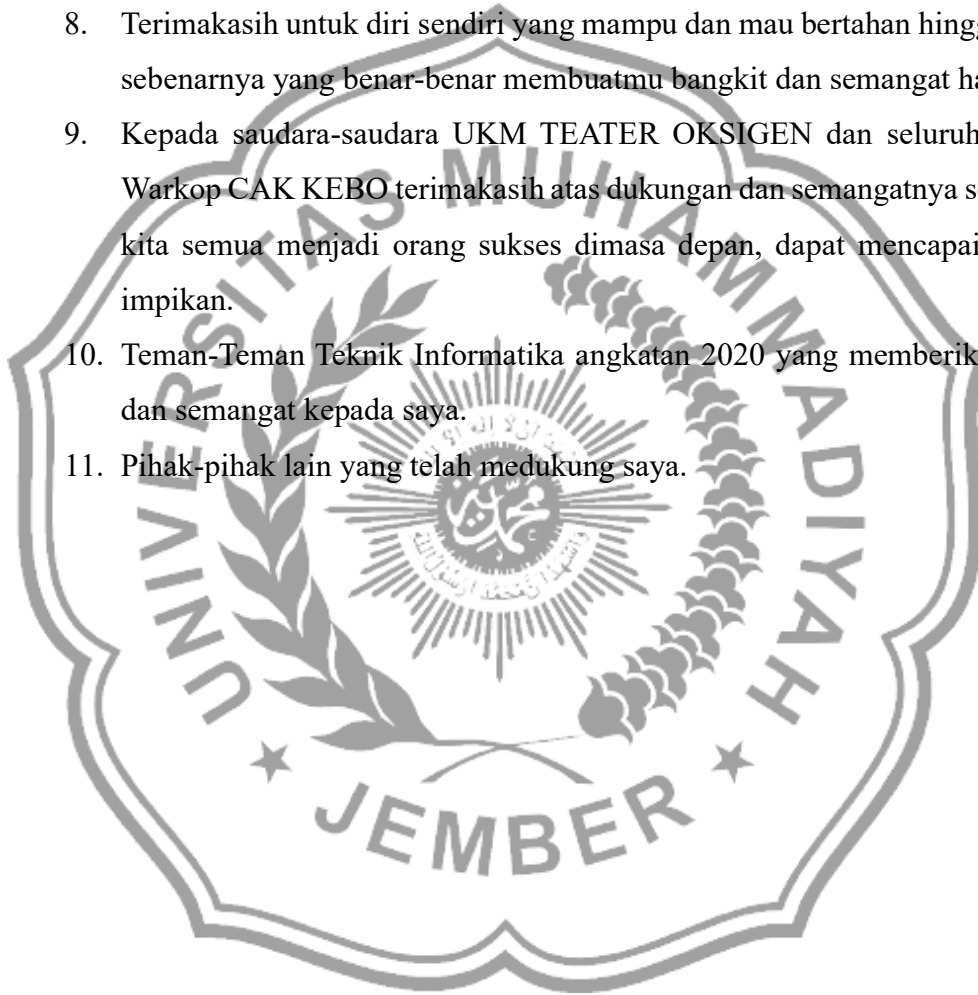 8. Terimakasih untuk diri sendiri yang mampu dan mau bertahan
sebenarnya yang benar-benar membuatmu bangkit dan semangat
9. Kepada saudara-saudara UKM TEATER OKSIGEN dan seluruh
Warkop CAK KEBO terimakasih atas dukungan dan semangatnya
kita semua menjadi orang sukses dimasa depan, dapat mencapai
impikan.
10. Teman-Teman Teknik Informatika angkatan 2020 yang
dan semangat kepada saya.
11. Pihak-pihak lain yang telah medukung saya.
UNIVERSITAS MUHAMMADIYAH
JEMBER